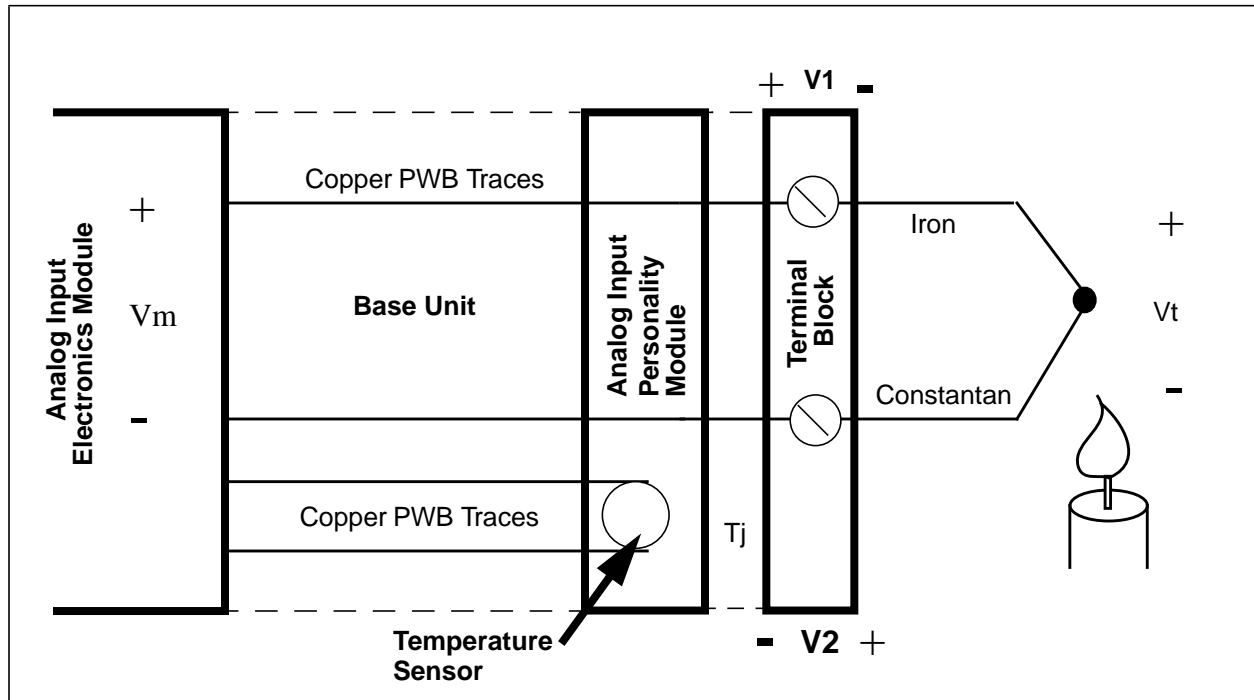 + V1 -
Copper PWB Traces
+
Iron
+
Analog Input
Electronics Module
Vm
Base Unit
Analog Input
Personality
Module
Terminal
Block
Vt
-
Constantan
-
Copper PWB Traces
Tj
Temperature
Sensor
- V2 +